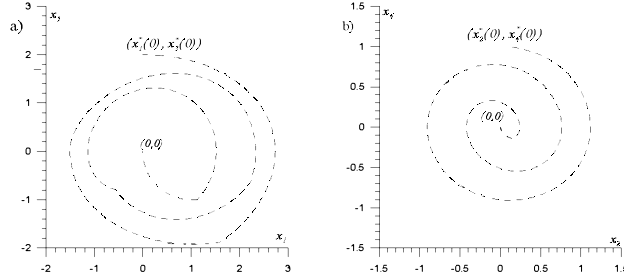 a)
x₃
3
2
1
0
-1
-2
-2 -1 0 1 2 3
(x₁*(0), x₃*(0))
(0,0)
x₁
b)
x₄
1.5
1
0.5
0
-0.5
-1
-1.5
-1.5 -1 -0.5 0 0.5 1 1.5
(x₂*(0), x₄*(0))
(0,0)
x₂